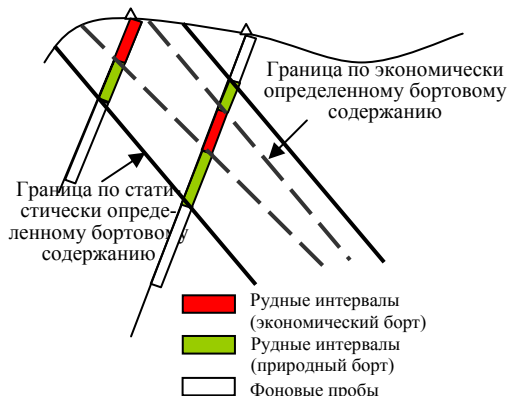 Граница по экономически
определенному бортовому
содержанию
Граница по стати-
стически опреде-
ленному бортовому
содержанию
Рудные интервалы
(экономический борт)
Рудные интервалы
(природный борт)
Фоновые пробы